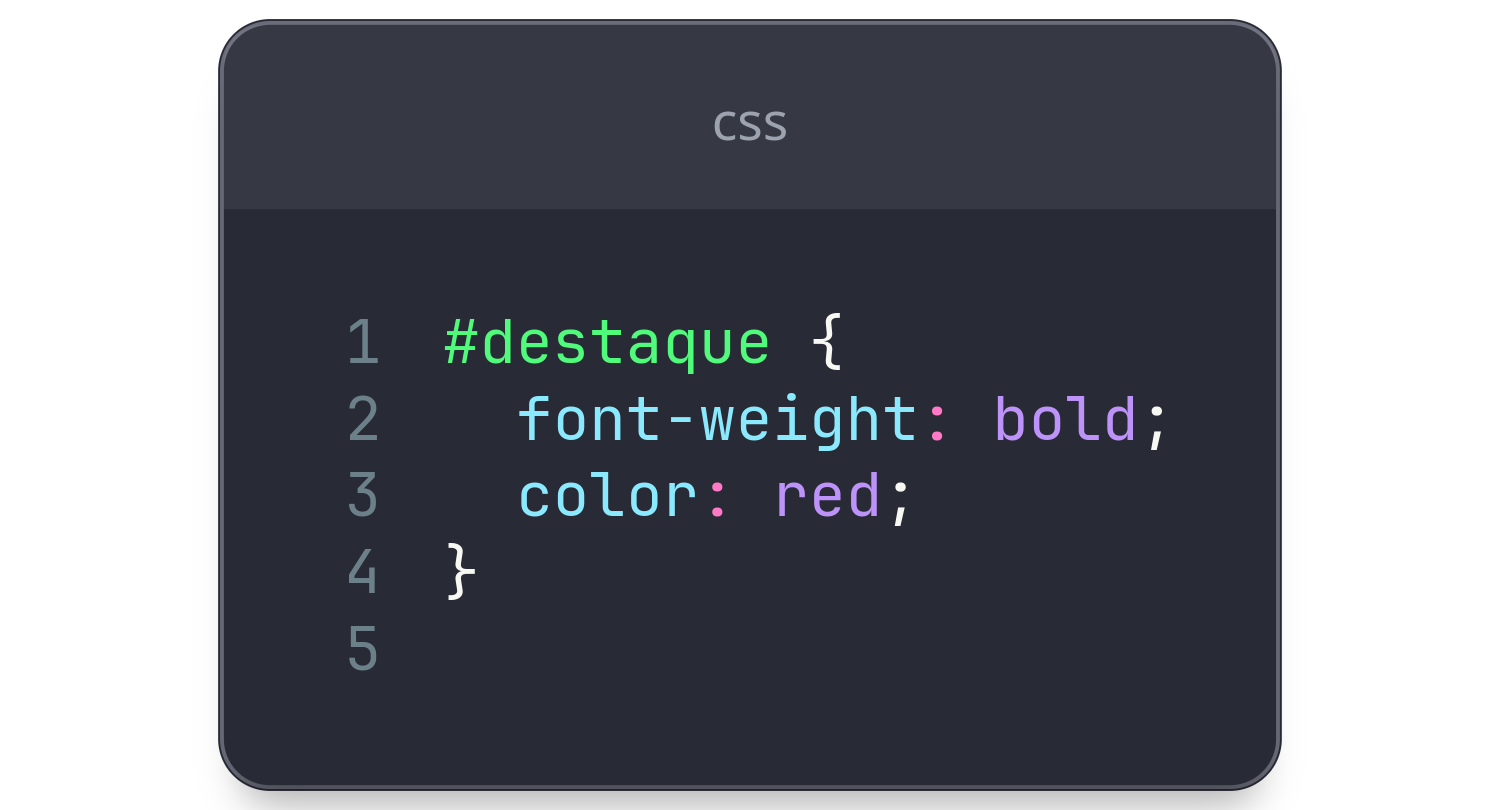 css
1 #destaque {
2   font-weight: bold;
3   color: red;
4 }
5